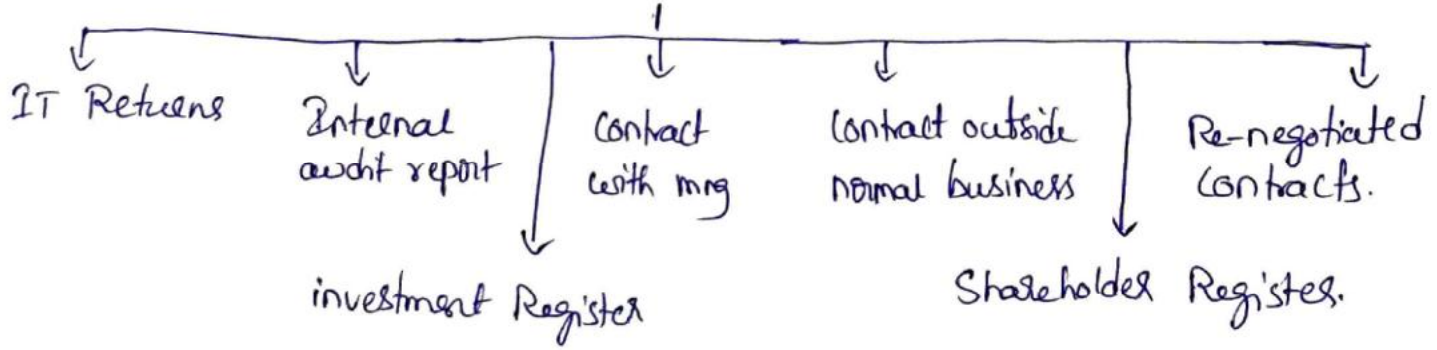 IT Returns
Internal
audit report
investment Register
Contract
with mng
Contract outside
normal business
Shareholder Register.
Re-negotiated
Contracts.